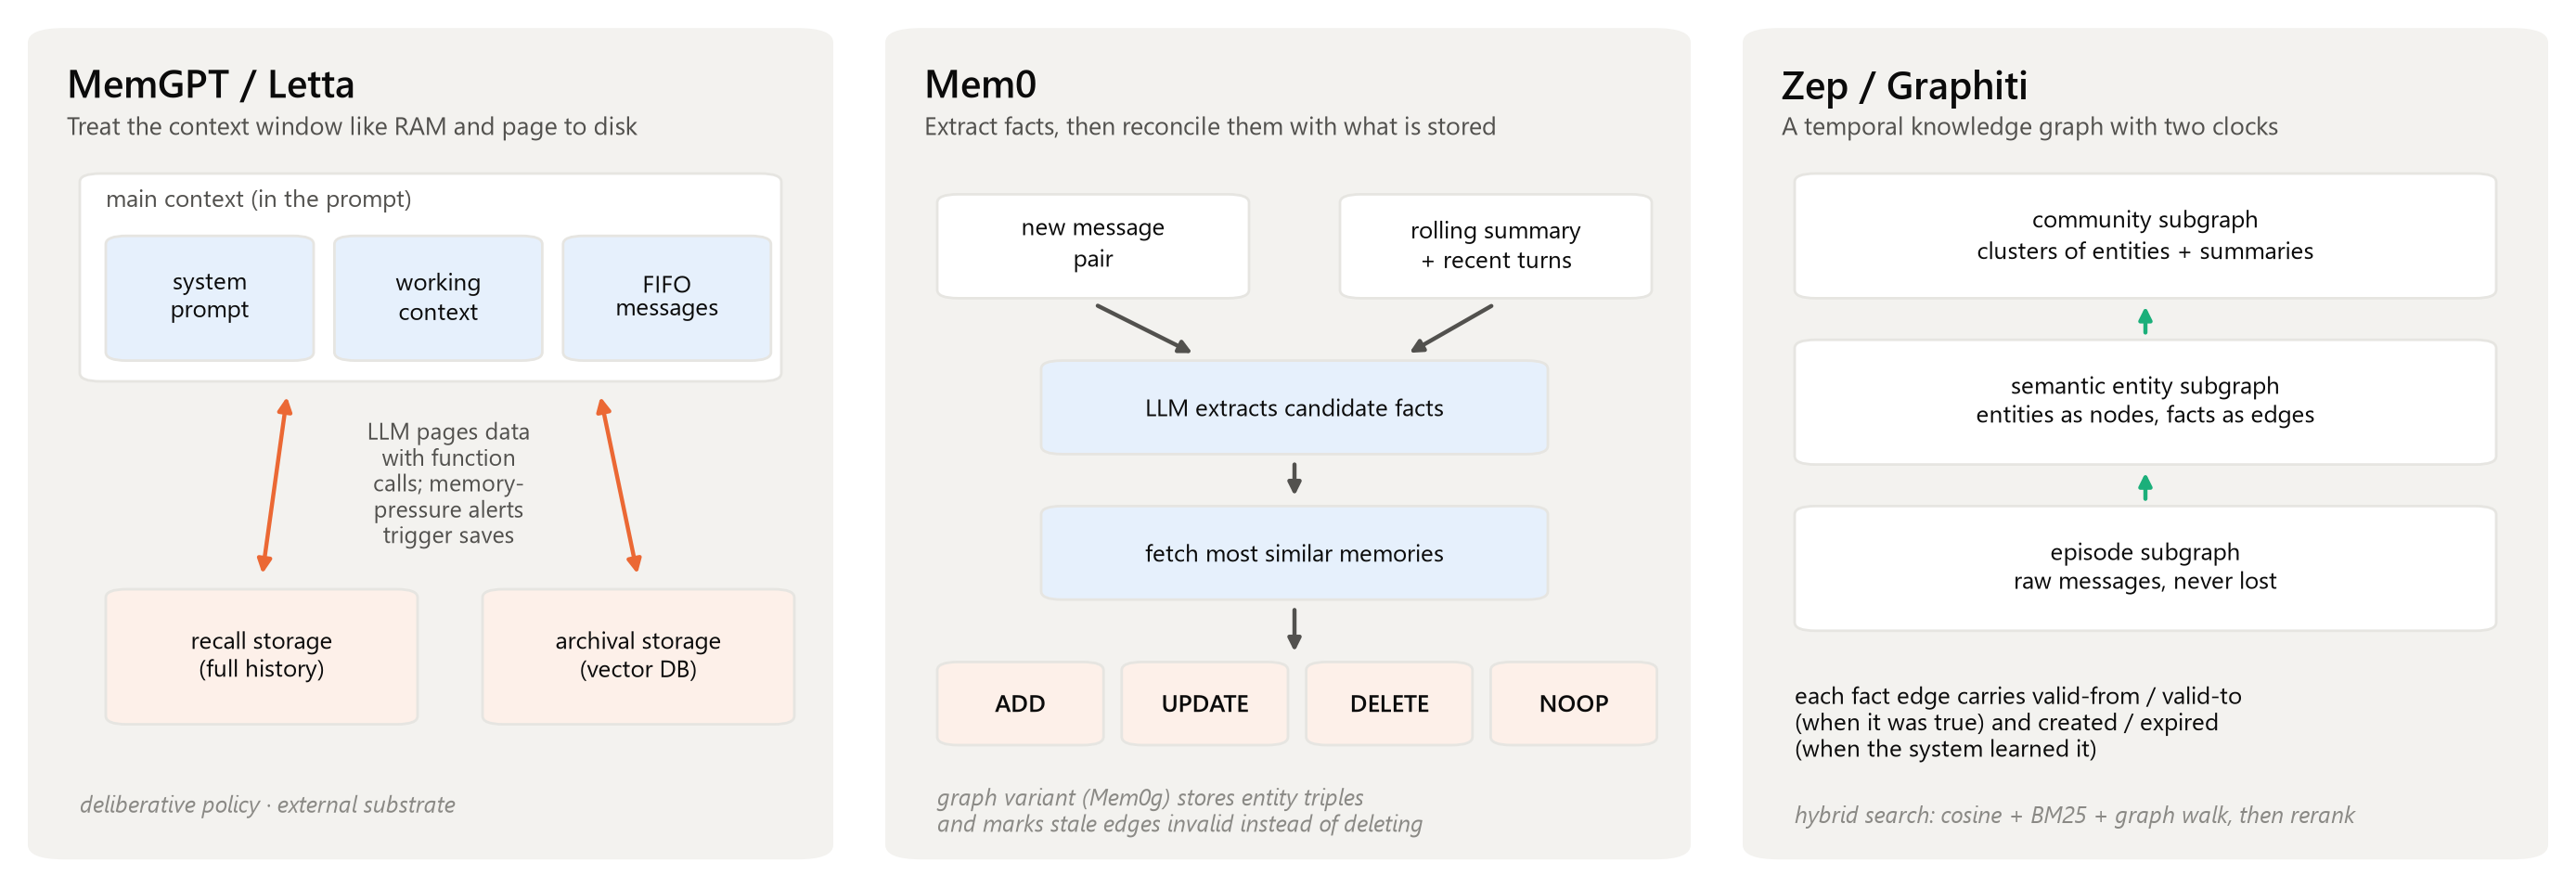 MemGPT / Letta
Treat the context window like RAM and page to disk
main context (in the prompt)
system
prompt
working
context
FIFO
messages
LLM pages data
with function
calls; memory-
pressure alerts
trigger saves
recall storage
(full history)
archival storage
(vector DB)
deliberative policy · external substrate
Mem0
Extract facts, then reconcile them with what is stored
new message
pair
rolling summary
+ recent turns
LLM extracts candidate facts
fetch most similar memories
ADD
UPDATE
DELETE
NOOP
graph variant (Mem0g) stores entity triples
and marks stale edges invalid instead of deleting
Zep / Graphiti
A temporal knowledge graph with two clocks
community subgraph
clusters of entities + summaries
semantic entity subgraph
entities as nodes, facts as edges
episode subgraph
raw messages, never lost
each fact edge carries valid-from / valid-to
(when it was true) and created / expired
(when the system learned it)
hybrid search: cosine + BM25 + graph walk, then rerank